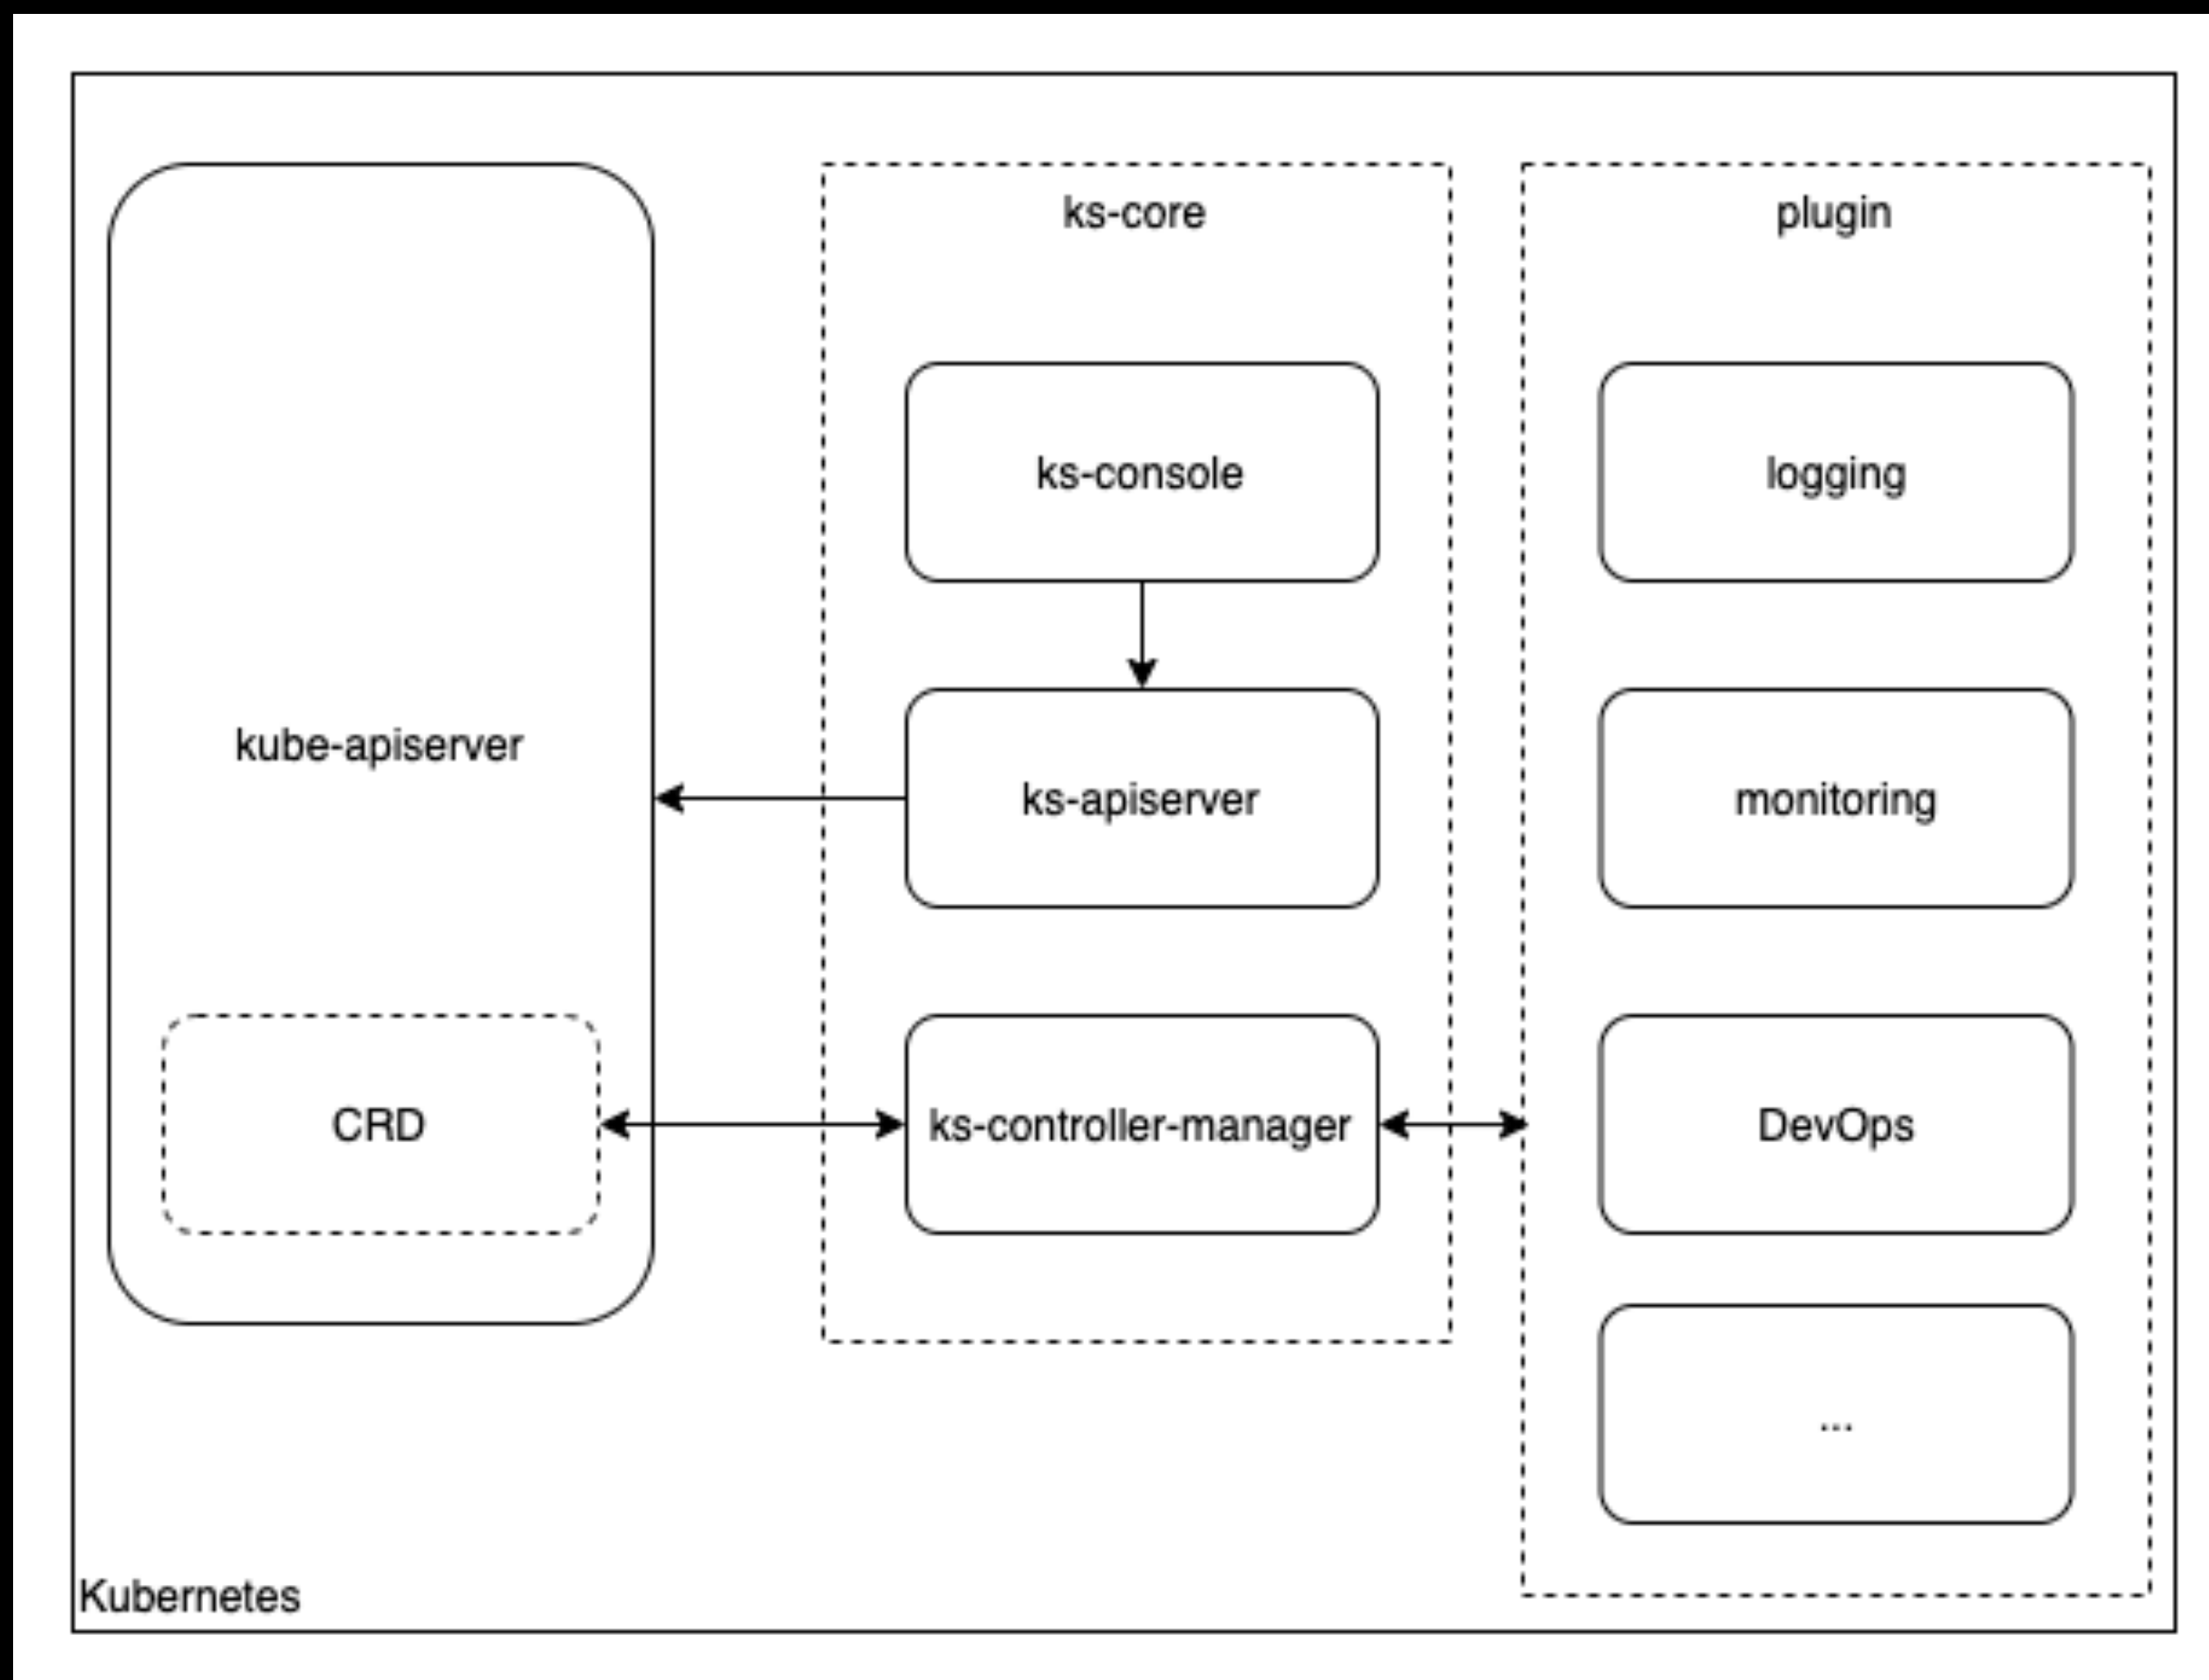 ks-core
plugin
ks-console
logging
kube-apiserver
ks-apiserver
monitoring
CRD
ks-controller-manager
DevOps
...
Kubernetes